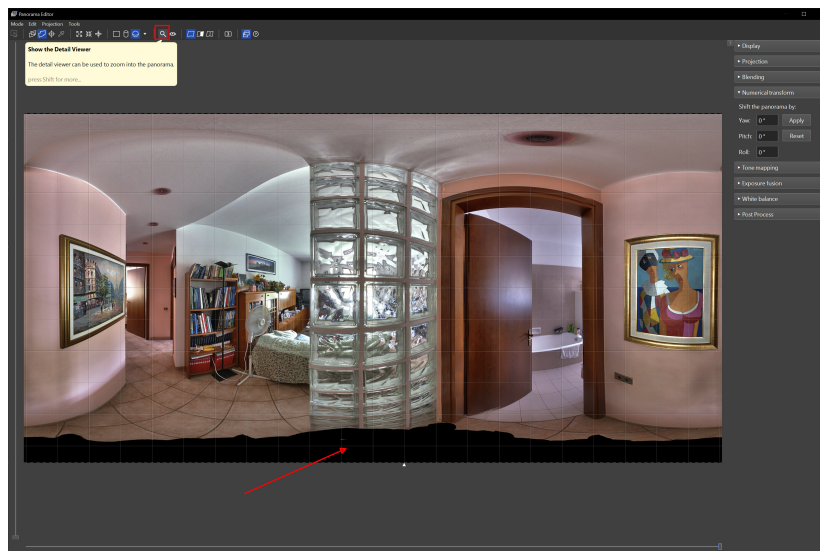 Panorama Editor
Mode Edit Projection Tools
Show the Detail Viewer
The detail viewer can be used to zoom into the panorama.
press Shift for more...
Display
Projection
Blending
Numerical transform
Shift the panorama by:
Yaw: 0° Apply
Pitch: 0° Reset
Roll: 0°
Tone mapping
Exposure fusion
White balance
Post Process